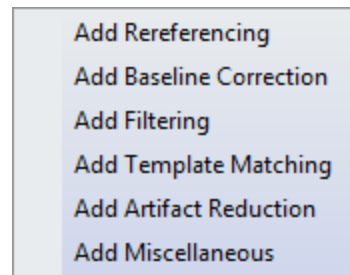 Add Rereferencing
Add Baseline Correction
Add Filtering
Add Template Matching
Add Artifact Reduction
Add Miscellaneous